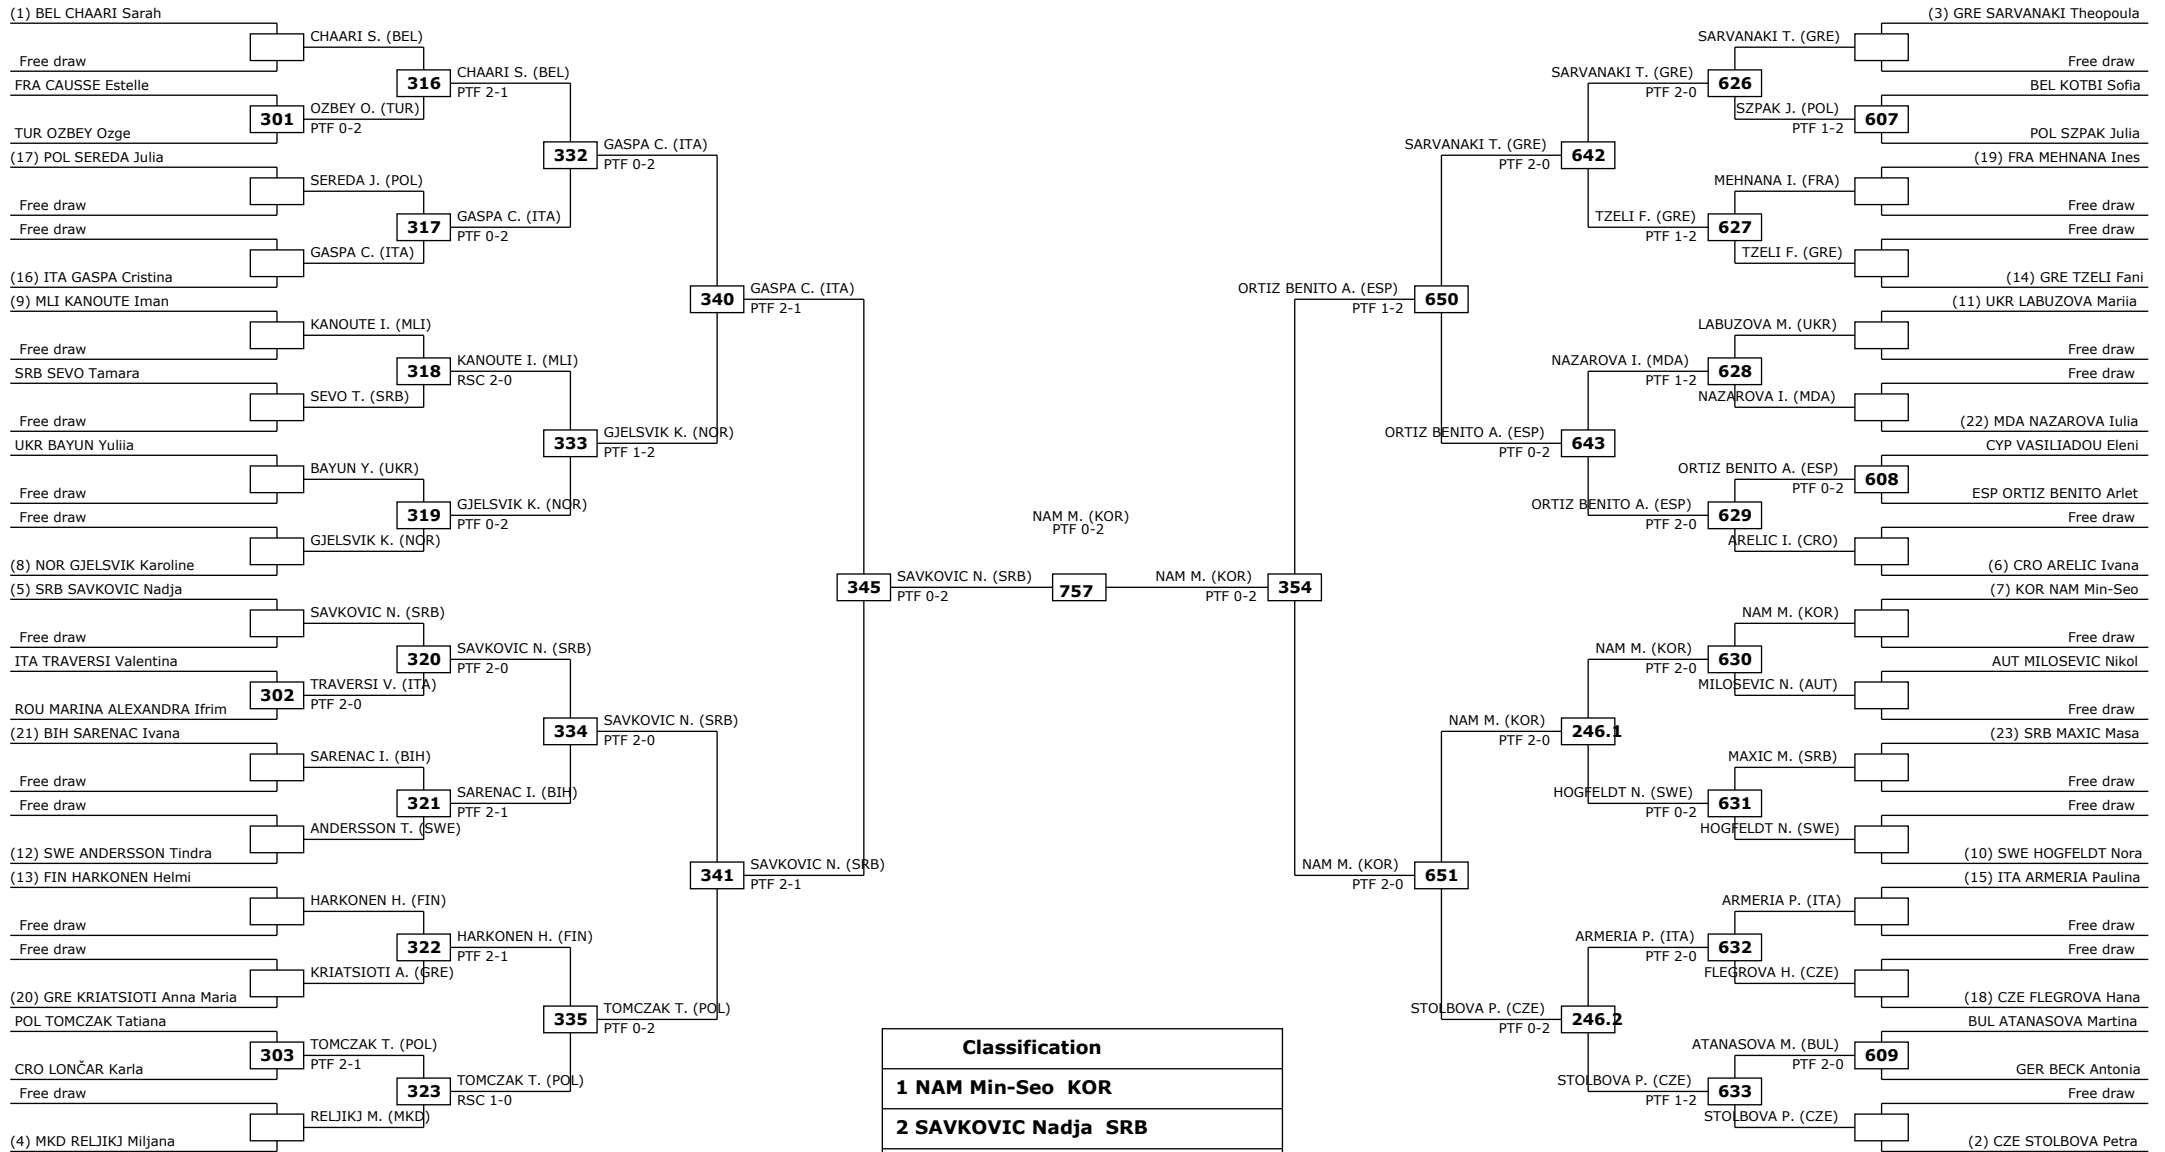 (1) BEL CHAARI Sarah
Free draw
FRA CAUSSE Estelle
TUR OZBEY Ozge
(17) POL SEREDA Julia
Free draw
Free draw
(16) ITA GASPA Cristina
(9) MLI KANOUTE Iman
Free draw
SRB SEVO Tamara
Free draw
UKR BAYUN Yuliia
Free draw
Free draw
(8) NOR GJELSVIK Karoline
(5) SRB SAVKOVIC Nadja
Free draw
ITA TRAVERSI Valentina
ROU MARINA ALEXANDRA Ifrim
(21) BIH SARENAC Ivana
Free draw
Free draw
(12) SWE ANDERSSON Tindra
(13) FIN HARKONEN Helmi
Free draw
Free draw
(20) GRE KRIATSIOTI Anna Maria
POL TOMCZAK Tatiana
CRO LONČAR Karla
Free draw
(4) MKD RELJIKJ Miljana
CHAARI S. (BEL)
301
OZBEY O. (TUR)
PTF 0-2
SEREDA J. (POL)
GASPA C. (ITA)
KANOUTE I. (MLI)
SEVO T. (SRB)
BAYUN Y. (UKR)
GJELSVIK K. (NOR)
SAVKOVIC N. (SRB)
302
TRAVERSI V. (ITA)
PTF 2-0
SARENAC I. (BIH)
ANDERSSON T. (SWE)
HARKONEN H. (FIN)
KRIATSIOTI A. (GRE)
303
TOMCZAK T. (POL)
PTF 2-1
RELJIKJ M. (MKD)
316
CHAARI S. (BEL)
PTF 2-1
317
GASPA C. (ITA)
PTF 0-2
318
KANOUTE I. (MLI)
RSC 2-0
319
GJELSVIK K. (NOR)
PTF 0-2
320
SAVKOVIC N. (SRB)
PTF 2-0
321
SARENAC I. (BIH)
PTF 2-1
322
HARKONEN H. (FIN)
PTF 2-1
323
TOMCZAK T. (POL)
RSC 1-0
332
GASPA C. (ITA)
PTF 0-2
333
GJELSVIK K. (NOR)
PTF 1-2
334
SAVKOVIC N. (SRB)
PTF 2-0
335
TOMCZAK T. (POL)
PTF 0-2
340
GASPA C. (ITA)
PTF 2-1
341
SAVKOVIC N. (SRB)
PTF 2-1
345
SAVKOVIC N. (SRB)
PTF 0-2
NAM M. (KOR)
PTF 0-2
757
NAM M. (KOR)
PTF 0-2
354
ORTIZ BENITO A. (ESP)
PTF 1-2
650
NAM M. (KOR)
PTF 2-0
651
SARVANAKI T. (GRE)
PTF 2-0
642
ORTIZ BENITO A. (ESP)
PTF 0-2
643
NAM M. (KOR)
PTF 2-0
246.1
STOLBOVA P. (CZE)
PTF 0-2
246.2
SARVANAKI T. (GRE)
PTF 2-0
626
TZELI F. (GRE)
PTF 1-2
627
NAZAROVA I. (MDA)
PTF 1-2
628
ORTIZ BENITO A. (ESP)
PTF 2-0
629
NAM M. (KOR)
PTF 2-0
630
HOGFELDT N. (SWE)
PTF 0-2
631
ARMERIA P. (ITA)
PTF 2-0
632
STOLBOVA P. (CZE)
PTF 1-2
633
SARVANAKI T. (GRE)
SZPAK J. (POL)
PTF 1-2
607
MEHNANA I. (FRA)
TZELI F. (GRE)
LABUZOVA M. (UKR)
NAZAROVA I. (MDA)
ORTIZ BENITO A. (ESP)
PTF 0-2
608
ARELIC I. (CRO)
NAM M. (KOR)
MILOSEVIC N. (AUT)
MAXIC M. (SRB)
HOGFELDT N. (SWE)
ARMERIA P. (ITA)
FLEGROVA H. (CZE)
ATANASOVA M. (BUL)
PTF 2-0
609
STOLBOVA P. (CZE)
(3) GRE SARVANAKI Theopoula
Free draw
BEL KOTBI Sofia
POL SZPAK Julia
(19) FRA MEHNANA Ines
Free draw
Free draw
(14) GRE TZELI Fani
(11) UKR LABUZOVA Mariia
Free draw
Free draw
(22) MDA NAZAROVA Iulia
CYP VASILIADOU Eleni
ESP ORTIZ BENITO Arlet
Free draw
(6) CRO ARELIC Ivana
(7) KOR NAM Min-Seo
Free draw
AUT MILOSEVIC Nikol
Free draw
(23) SRB MAXIC Masa
Free draw
Free draw
(10) SWE HOGFELDT Nora
(15) ITA ARMERIA Paulina
Free draw
Free draw
(18) CZE FLEGROVA Hana
BUL ATANASOVA Martina
GER BECK Antonia
Free draw
(2) CZE STOLBOVA Petra
Classification
1 NAM Min-Seo KOR
2 SAVKOVIC Nadja SRB